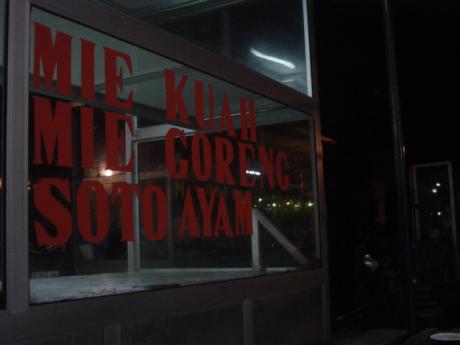 MIE KUAH
MIE GORENG
SOTO AYAM